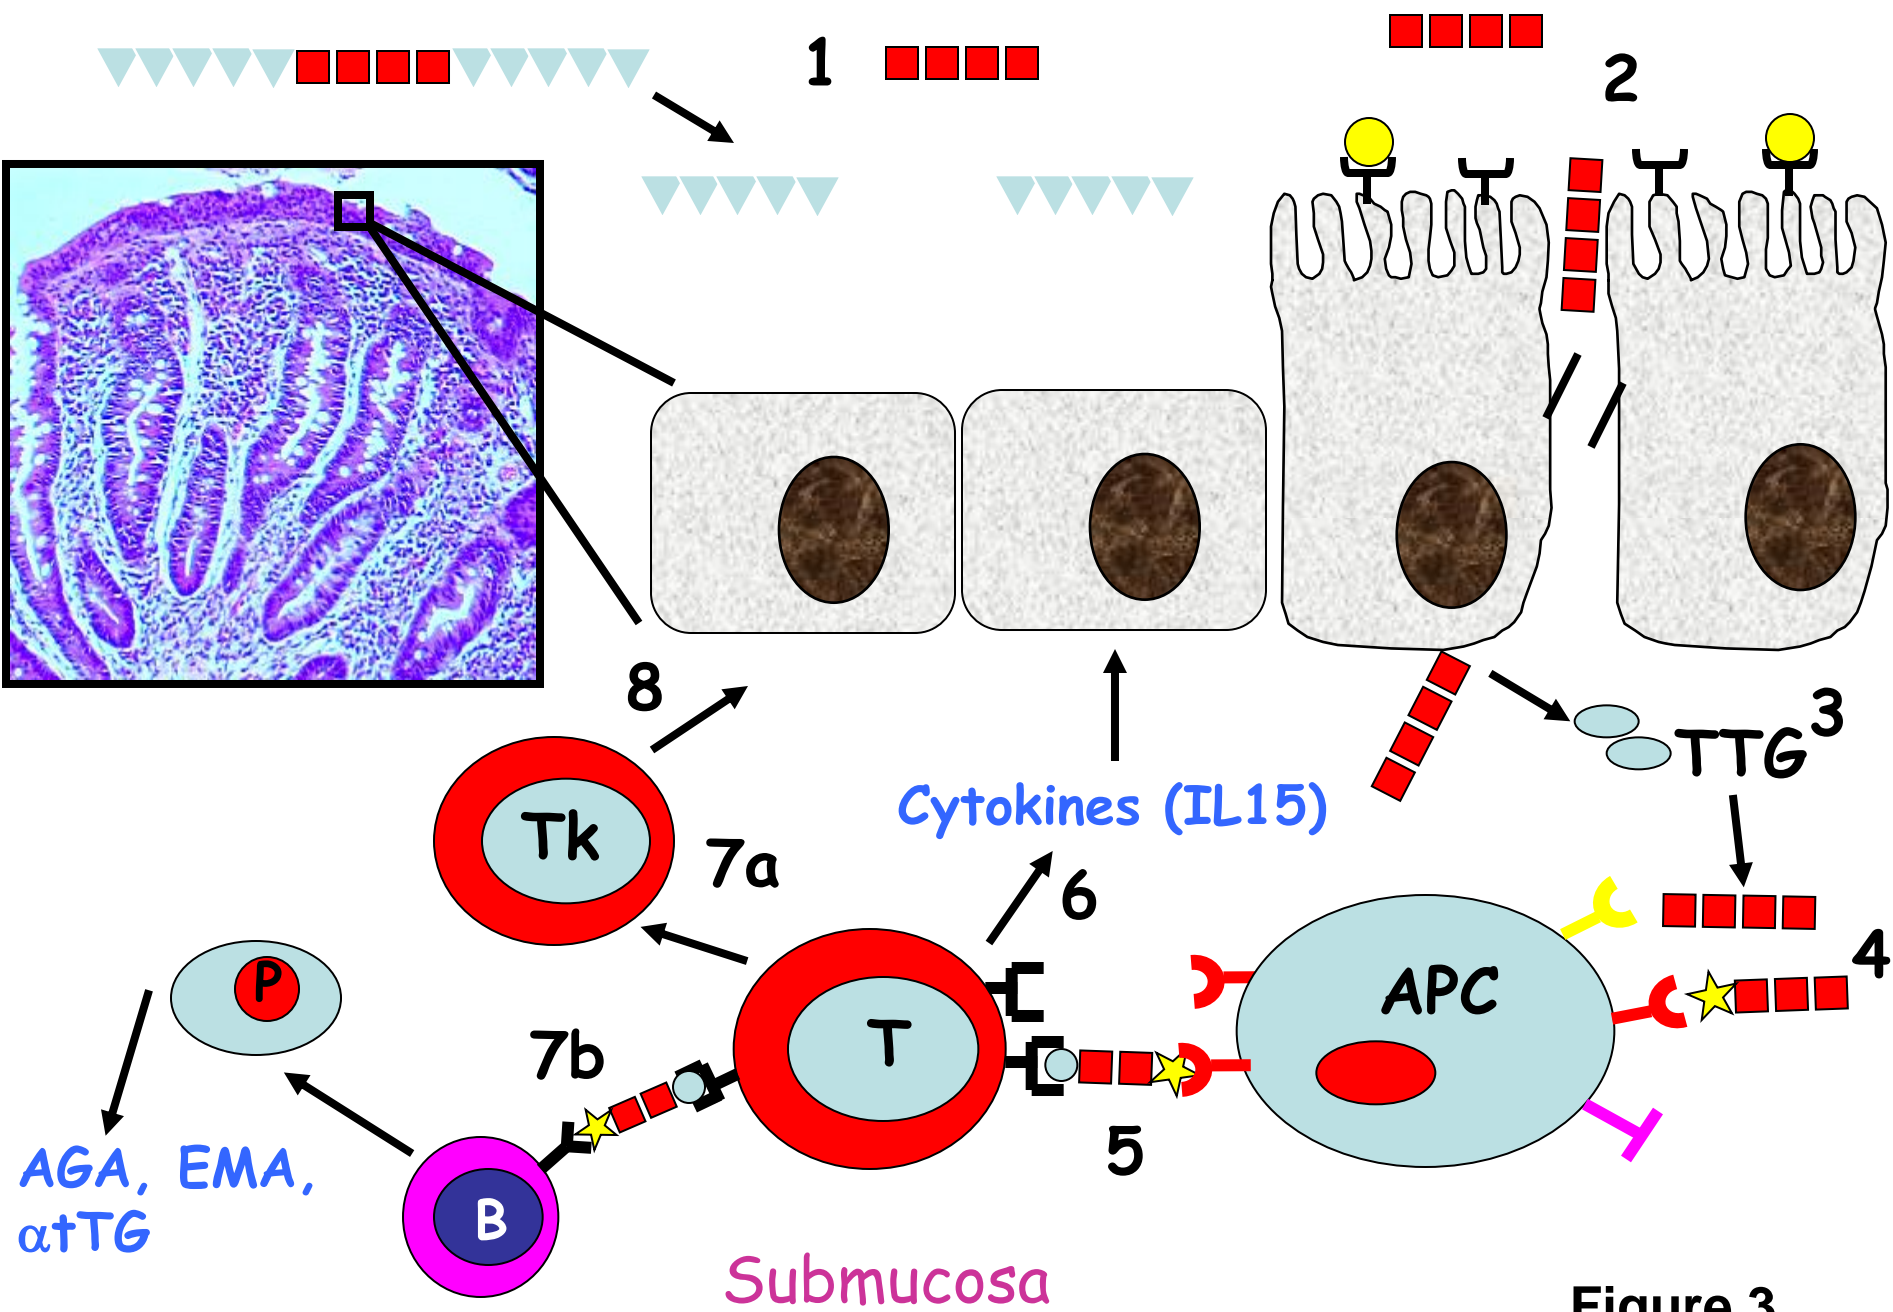 1
2
3
TTG
8
Tk
7a
Cytokines (IL15)
6
4
APC
P
T
7b
5
AGA, EMA,
αtTG
B
Submucosa
Figure 3